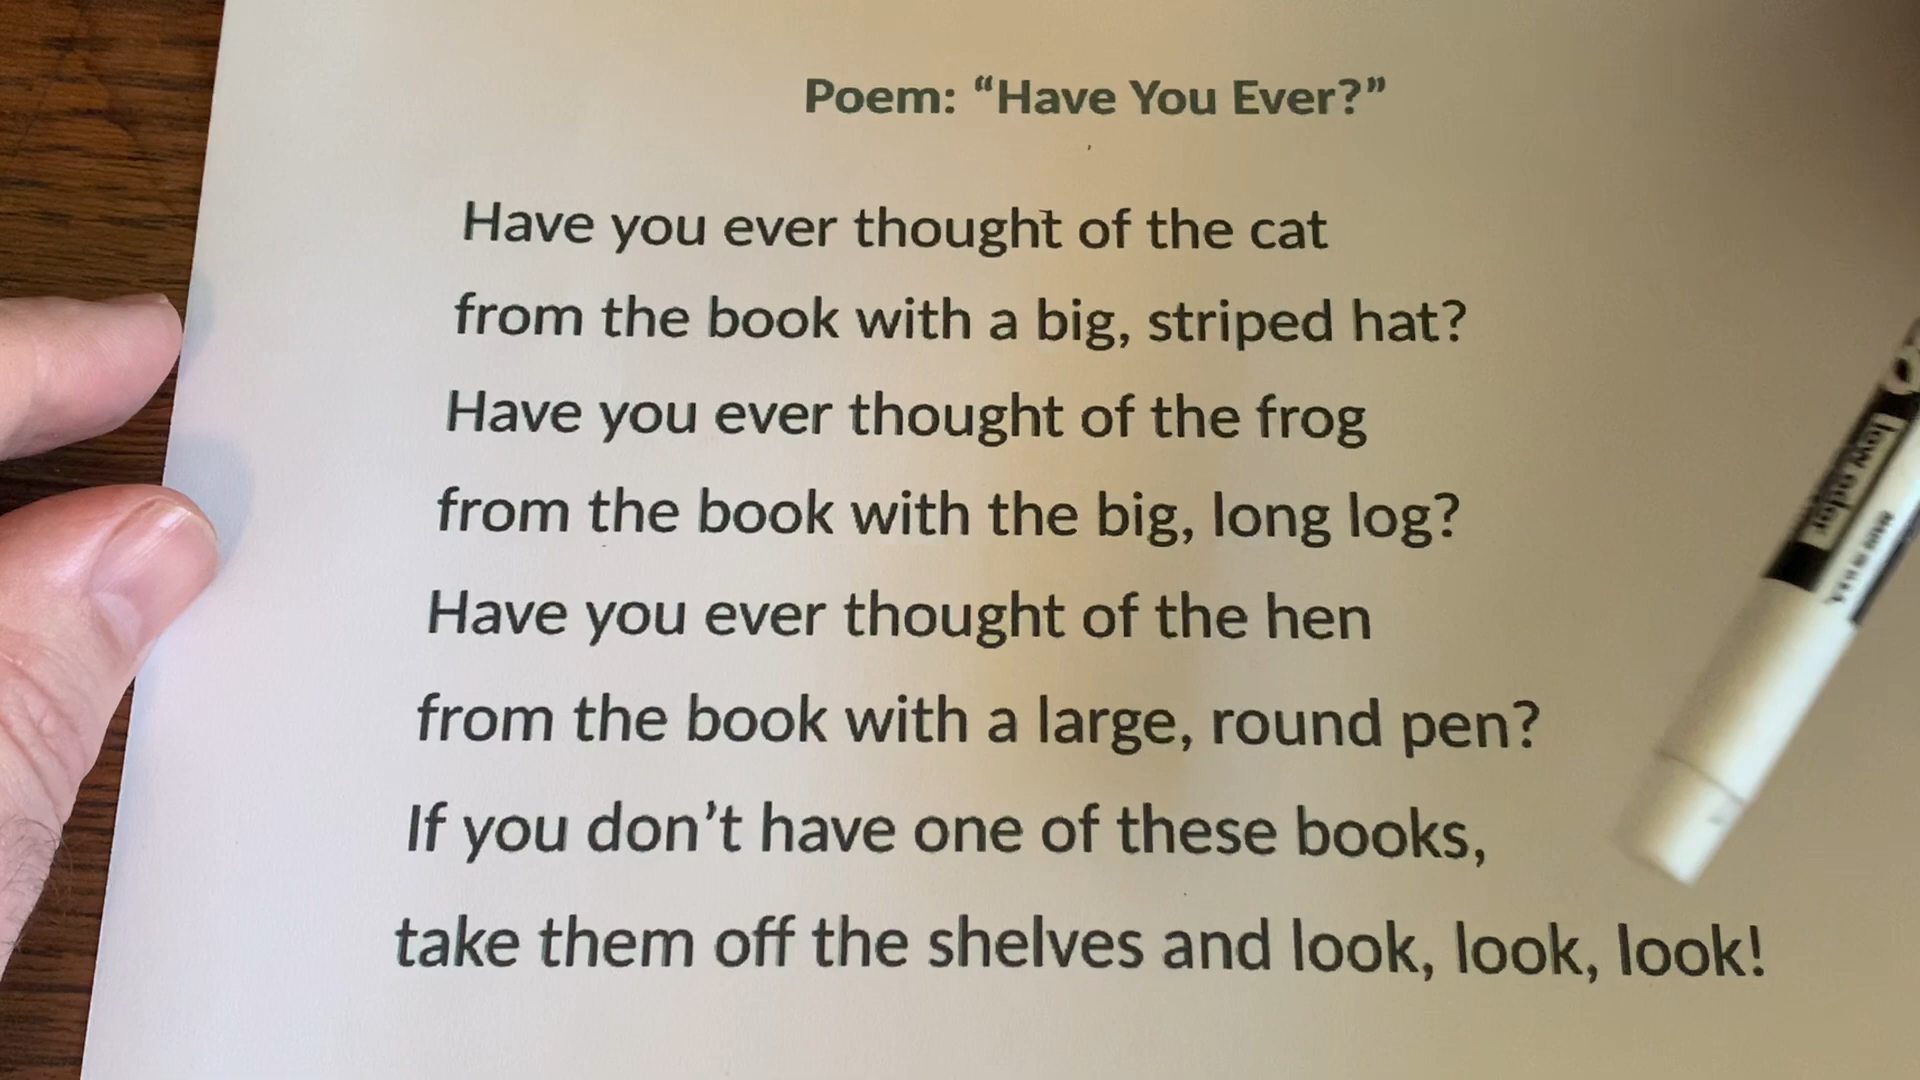 Poem: “Have You Ever?”
Have you ever thought of the cat
from the book with a big, striped hat?
Have you ever thought of the frog
from the book with the big, long log?
Have you ever thought of the hen
from the book with a large, round pen?
If you don’t have one of these books,
take them off the shelves and look, look, look!
low odor